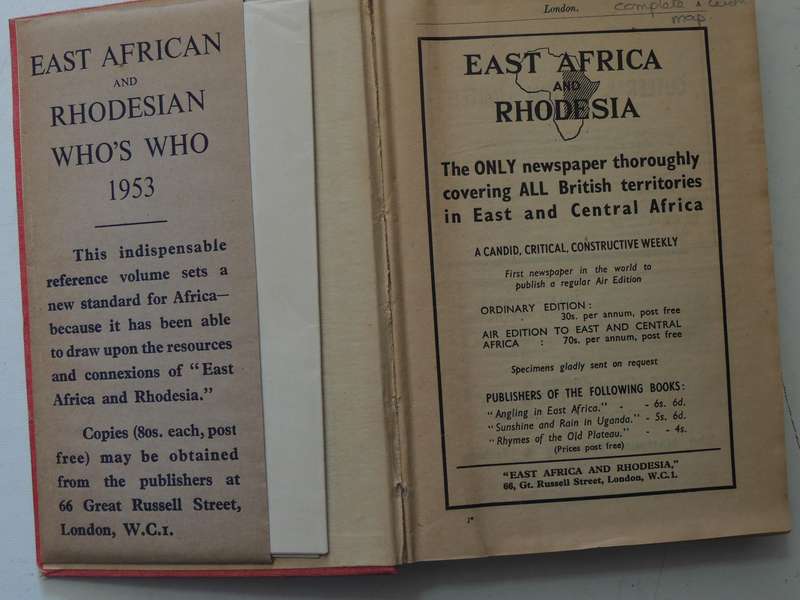 EAST AFRICAN
AND
RHODESIAN
WHO'S WHO
1953
This indispensable
reference volume sets a
new standard for Africa—
because it has been able
to draw upon the resources
and connexions of "East
Africa and Rhodesia."
Copies (80s. each, post
free) may be obtained
from the publishers at
66 Great Russell Street,
London, W.C.1.
London.
complete & with
map.
EAST AFRICA
AND
RHODESIA
The ONLY newspaper thoroughly
covering ALL British territories
in East and Central Africa
A CANDID, CRITICAL, CONSTRUCTIVE WEEKLY
First newspaper in the world to
publish a regular Air Edition
ORDINARY EDITION :
30s. per annum, post free
AIR EDITION TO EAST AND CENTRAL
AFRICA : 70s. per annum, post free
Specimens gladly sent on request
PUBLISHERS OF THE FOLLOWING BOOKS:
"Angling in East Africa." - - 6s. 6d.
"Sunshine and Rain in Uganda." - 5s. 6d.
"Rhymes of the Old Plateau." - - 4s.
(Prices post free)
"EAST AFRICA AND RHODESIA,"
66, Gt. Russell Street, London, W.C.1.
1*